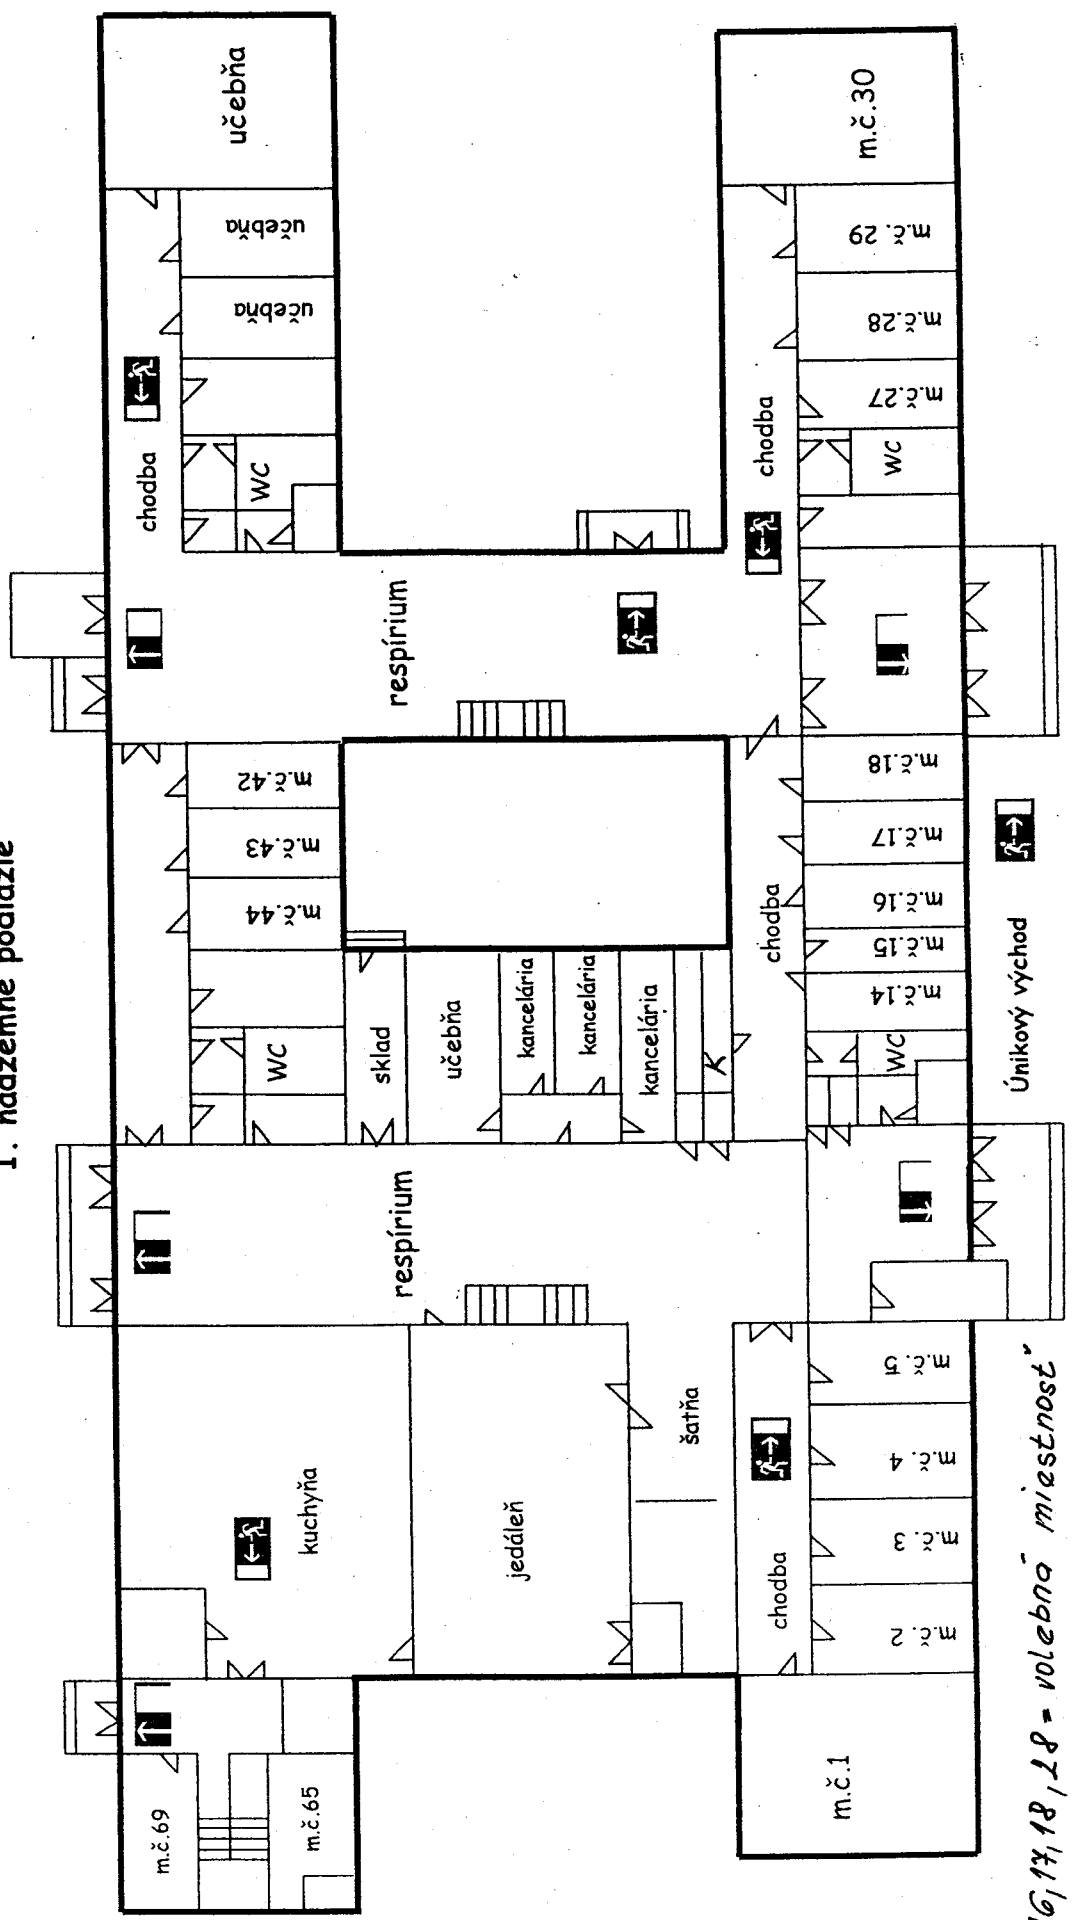 1. nadzemné podlažie
učebňa
učebňa
učebňa
chodba
WC
respírium
m.č.30
m.č. 29
m.č.28
m.č.27
chodba
WC
m.č.42
m.č.43
m.č.44
WC
sklad
učebňa
kancelária
kancelária
kancelária
K
chodba
m.č.18
m.č.17
m.č.16
m.č.15
m.č.14
WC
Únikový východ
respírium
kuchyňa
jedáleň
šatňa
chodba
m.č. 5
m.č. 4
m.č. 3
m.č. 2
m.č.69
m.č.65
m.č.1
16,17,18,28 = volebná miestnosť